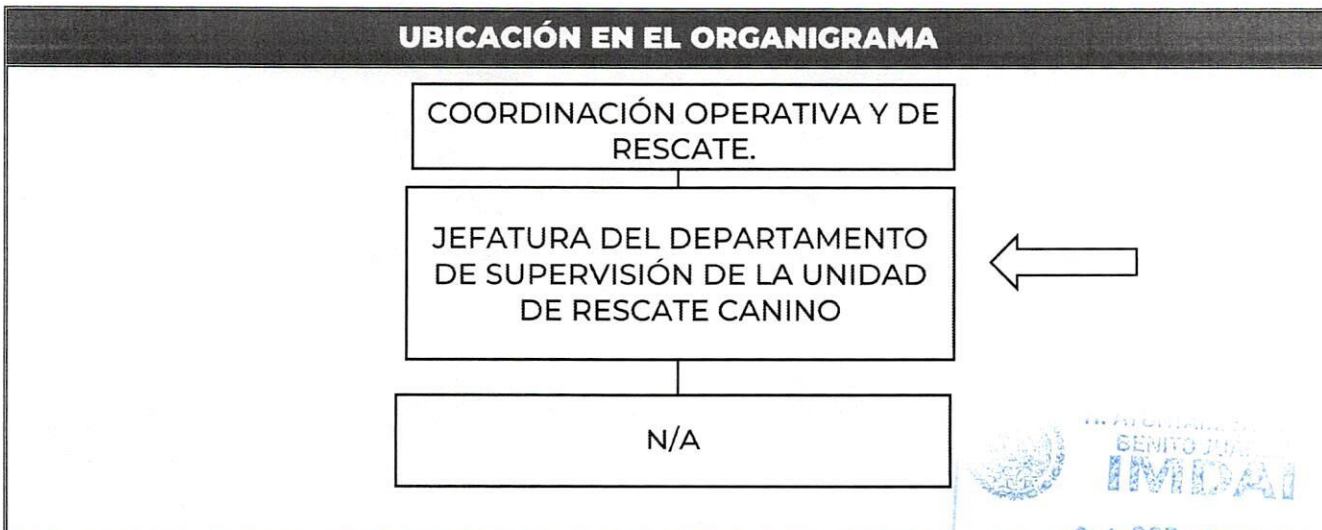 UBICACIÓN EN EL ORGANIGRAMA
COORDINACIÓN OPERATIVA Y DE
RESCATE.
JEFATURA DEL DEPARTAMENTO
DE SUPERVISIÓN DE LA UNIDAD
DE RESCATE CANINO
N/A
BENITO
IMDAI